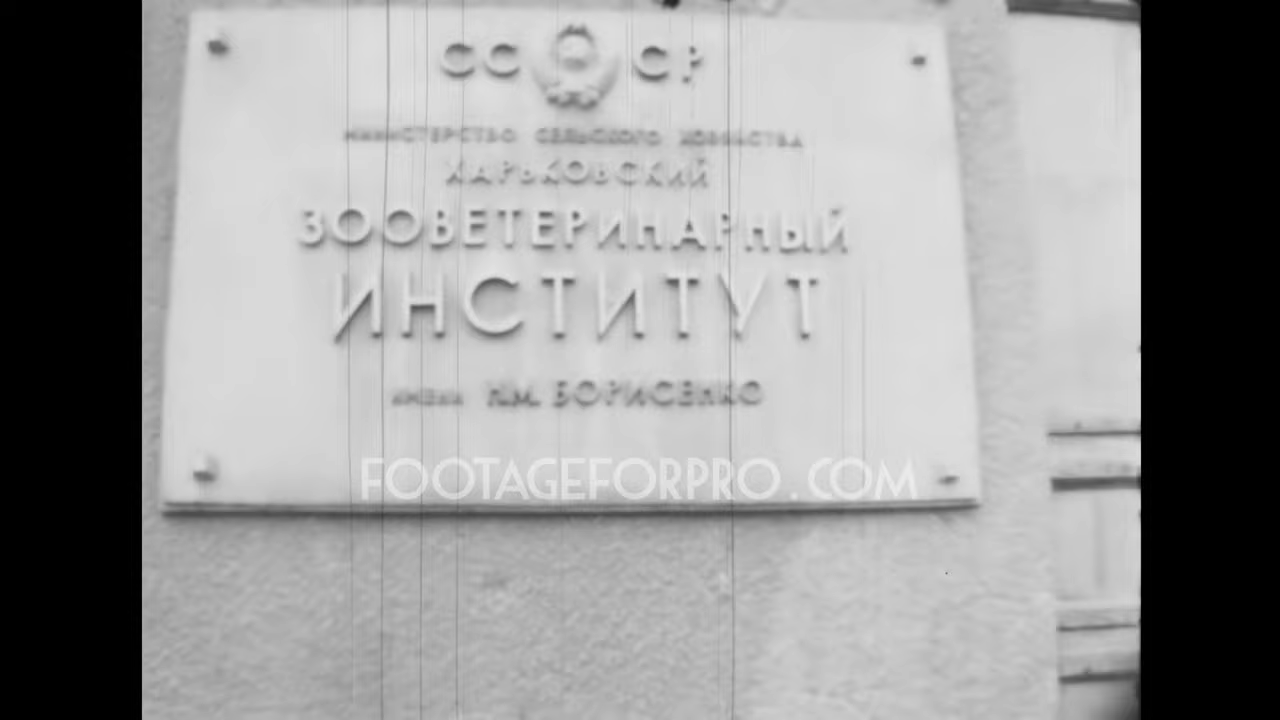 СССР
МИНИСТЕРСТВО СЕЛЬСКОГО ХОЗЯЙСТВА
ХАРЬКОВСКИЙ
ЗООВЕТЕРИНАРНЫЙ
ИНСТИТУТ
ИМЕНИ Н.М. БОРИСЕНКО
FOOTAGEFORPRO.COM